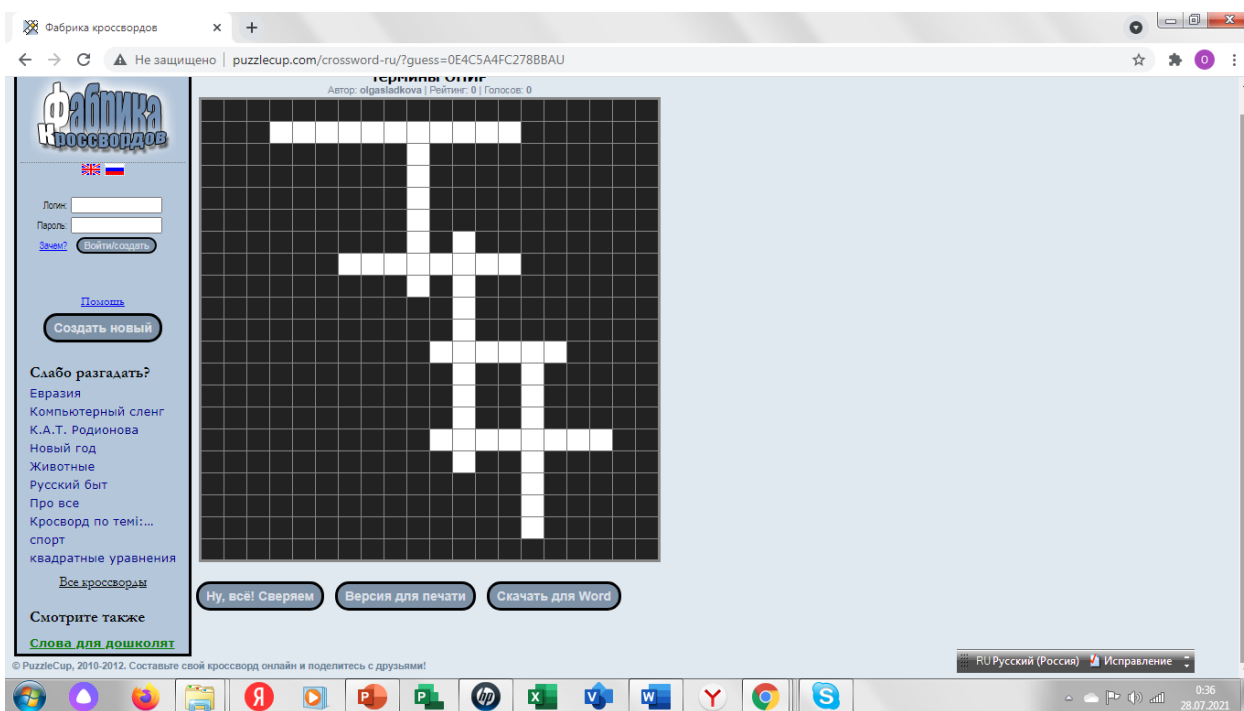 Фабрика кроссвордов
Не защищено | puzzlecup.com/crossword-ru/?guess=0E4C5A4FC278BBAU
О
Термины ОПИР
Автор: olgasladkova | Рейтинг: 0 | Голосов: 0
Фабрика
Кроссвордов
Логин:
Пароль:
Зачем? Войти/создать
Помощь
Создать новый
Слабо разгадать?
Евразия
Компьютерный сленг
К.А.Т. Родионова
Новый год
Животные
Русский быт
Про все
Кросворд по темі:...
спорт
квадратные уравнения
Все кроссворды
Смотрите также
Слова для дошколят
Ну, всё! Сверяем Версия для печати Скачать для Word
© PuzzleCup, 2010-2012. Составьте свой кроссворд онлайн и поделитесь с друзьями!
RU Русский (Россия) Исправление
0:36
28.07.2021